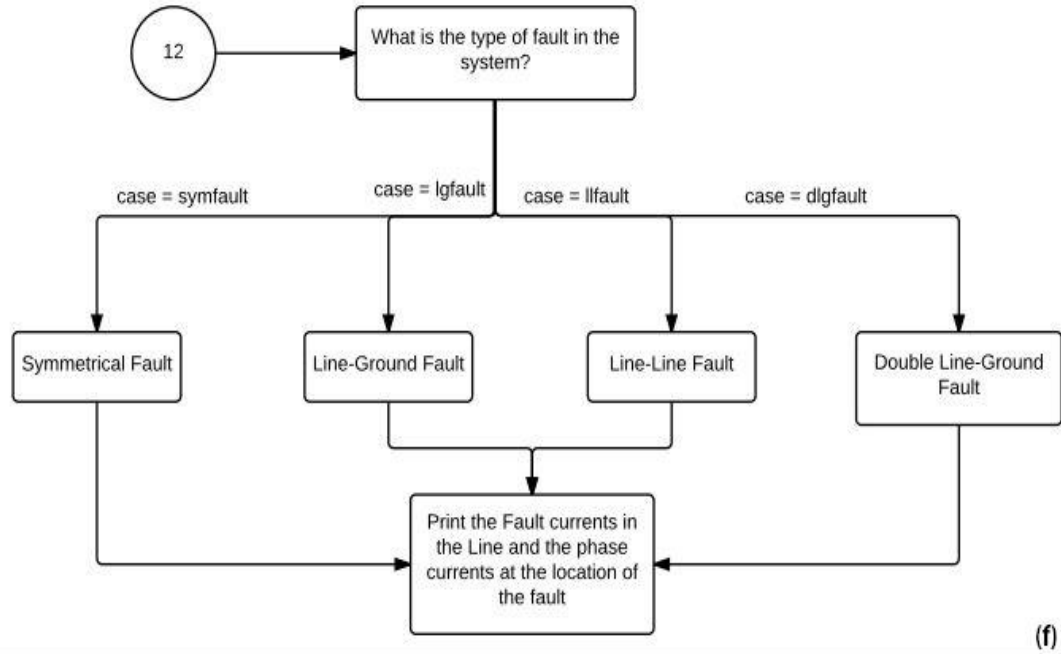 12
What is the type of fault in the
system?
case = symfault
case = lgfault
case = llfault
case = dlgfault
Symmetrical Fault
Line-Ground Fault
Line-Line Fault
Double Line-Ground
Fault
Print the Fault currents in
the Line and the phase
currents at the location of
the fault
(f)